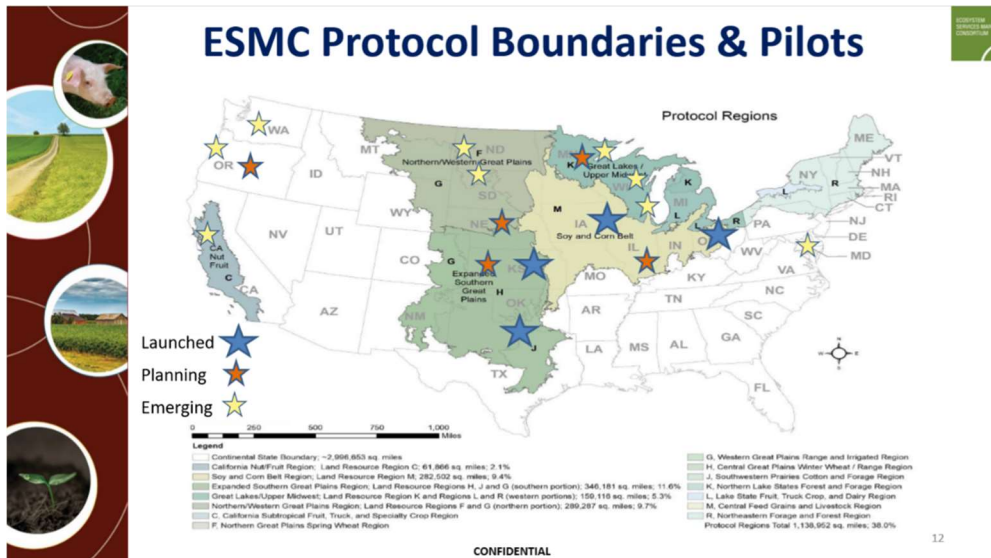 ESMC Protocol Boundaries & Pilots
ECOSYSTEM
SERVICES MARKET
CONSORTIUM
Protocol Regions
WA
OR
MT
ND
F
Northern/Western Great Plains
G
ID
SD
WY
NE
K
Great Lakes/
Upper Midwest
WI
K
MI
L
ME
VT
NH
NY
MA
L
R
RI
CT
R
PA
NJ
DE
MD
L
M
IA
Soy and Corn Belt
IL
IN
NV
UT
CA
Nut
Fruit
C
CA
CO
G
Expanded
Southern
Great
Plains
H
KS
MO
KY
WV
VA
OK
AR
TN
NC
SC
AZ
NM
J
TX
LA
MS
AL
GA
FL
Launched
Planning
Emerging
0
250
500
750
1,000
Miles
Legend
Continental State Boundary; ~2,996,653 sq. miles
California Nut/Fruit Region; Land Resource Region C; 61,866 sq. miles; 2.1%
Soy and Corn Belt Region; Land Resource Region M; 282,502 sq. miles; 9.4%
Expanded Southern Great Plains Region; Land Resource Regions H, J and G (southern portion); 346,181 sq. miles; 11.6%
Great Lakes/Upper Midwest; Land Resource Region K and Regions L and R (western portions); 159,116 sq. miles; 5.3%
Northern/Western Great Plains Region; Land Resource Regions F and G (northern portion); 289,287 sq. miles; 9.7%
C, California Subtropical Fruit, Truck, and Specialty Crop Region
F, Northern Great Plains Spring Wheat Region
G, Western Great Plains Range and Irrigated Region
H, Central Great Plains Winter Wheat / Range Region
J, Southwestern Prairies Cotton and Forage Region
K, Northern Lake States Forest and Forage Region
L, Lake State Fruit, Truck Crop, and Dairy Region
M, Central Feed Grains and Livestock Region
R, Northeastern Forage and Forest Region
Protocol Regions Total 1,138,952 sq. miles; 38.0%
12
CONFIDENTIAL